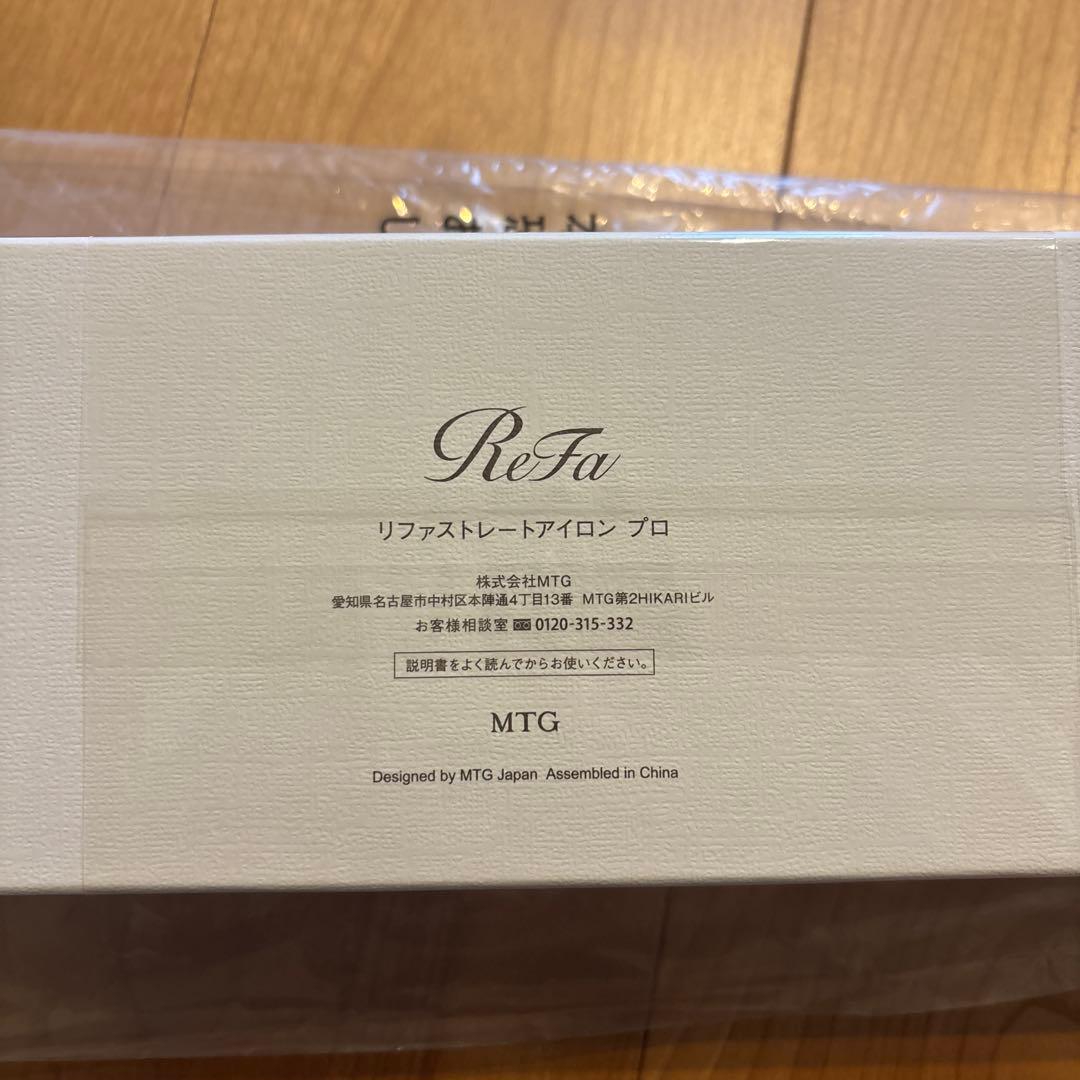 ReFa
リファストレートアイロン プロ
株式会社MTG
愛知県名古屋市中村区本陣通4丁目13番 MTG第2HIKARIビル
お客様相談室 0120-315-332
説明書をよく読んでからお使いください。
MTG
Designed by MTG Japan Assembled in China